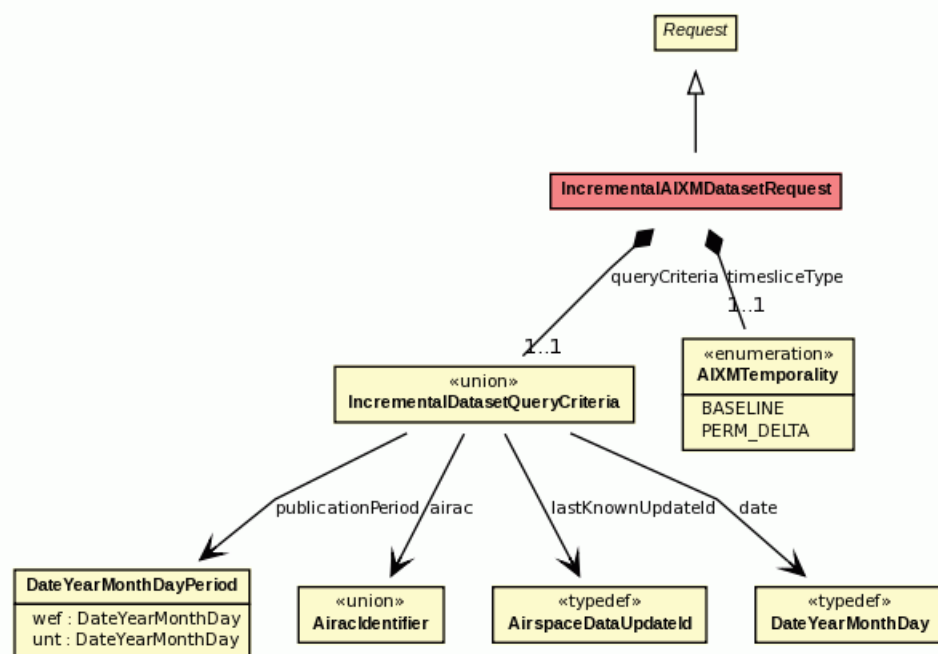 Request
IncrementalAIXMDatasetRequest
queryCriteria timesliceType
1..1
1..1
«enumeration»
AIXMTemporality
BASELINE
PERM_DELTA
«union»
IncrementalDatasetQueryCriteria
publicationPeriod airac lastKnownUpdateId date
DateYearMonthDayPeriod
wef : DateYearMonthDay
unt : DateYearMonthDay
«union»
AiracIdentifier
«typedef»
AirspaceDataUpdateId
«typedef»
DateYearMonthDay